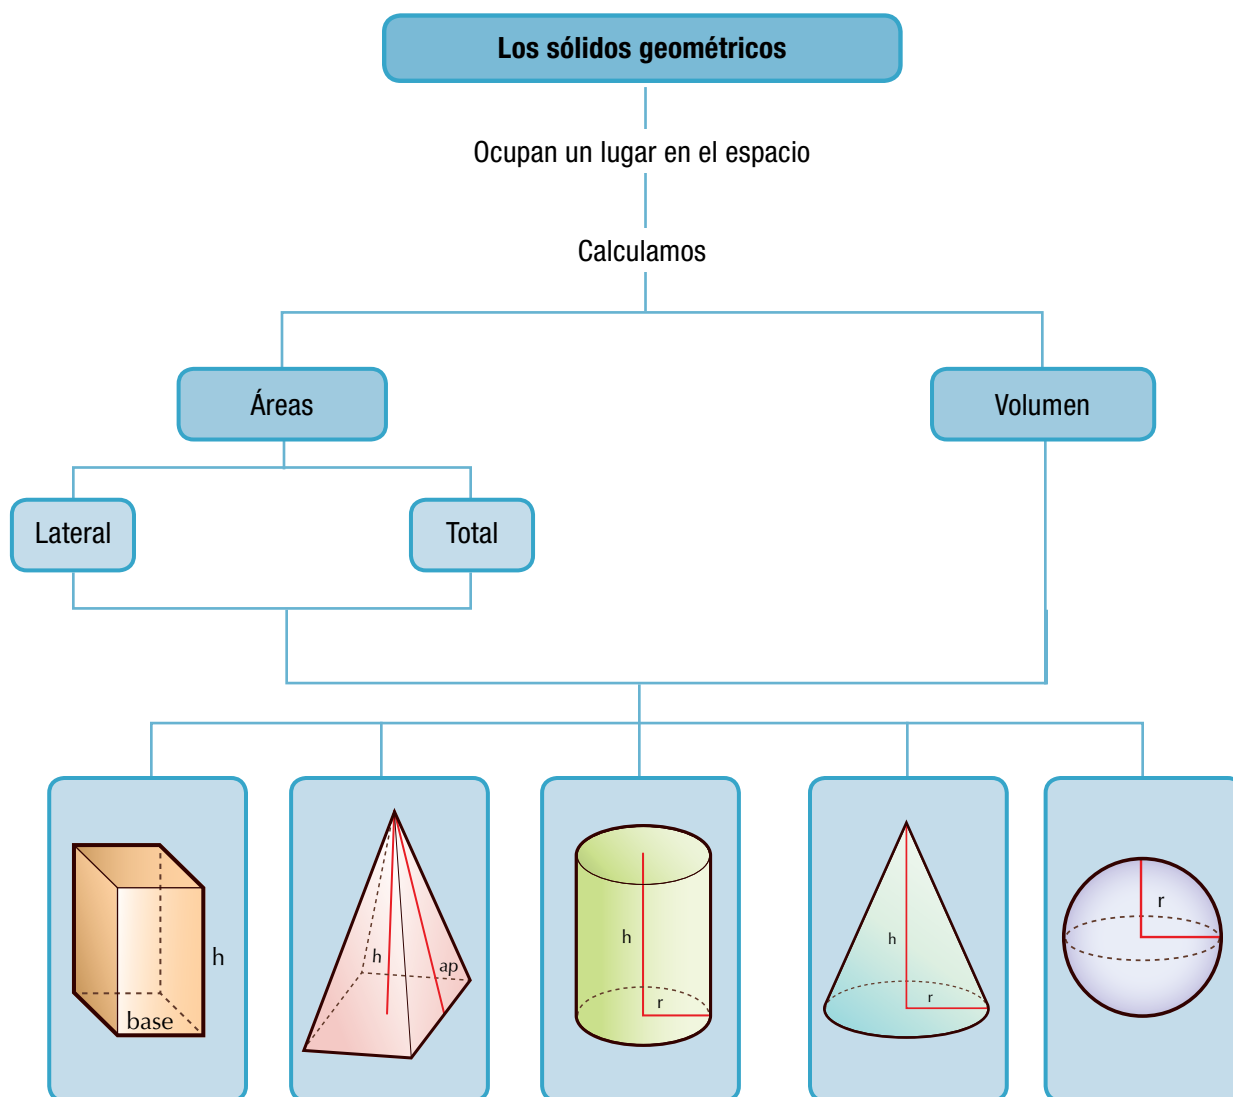 Los sólidos geométricos
Ocupan un lugar en el espacio
Calculamos
Áreas
Volumen
Lateral
Total
h
base
h
ap
h
r
h
r
r